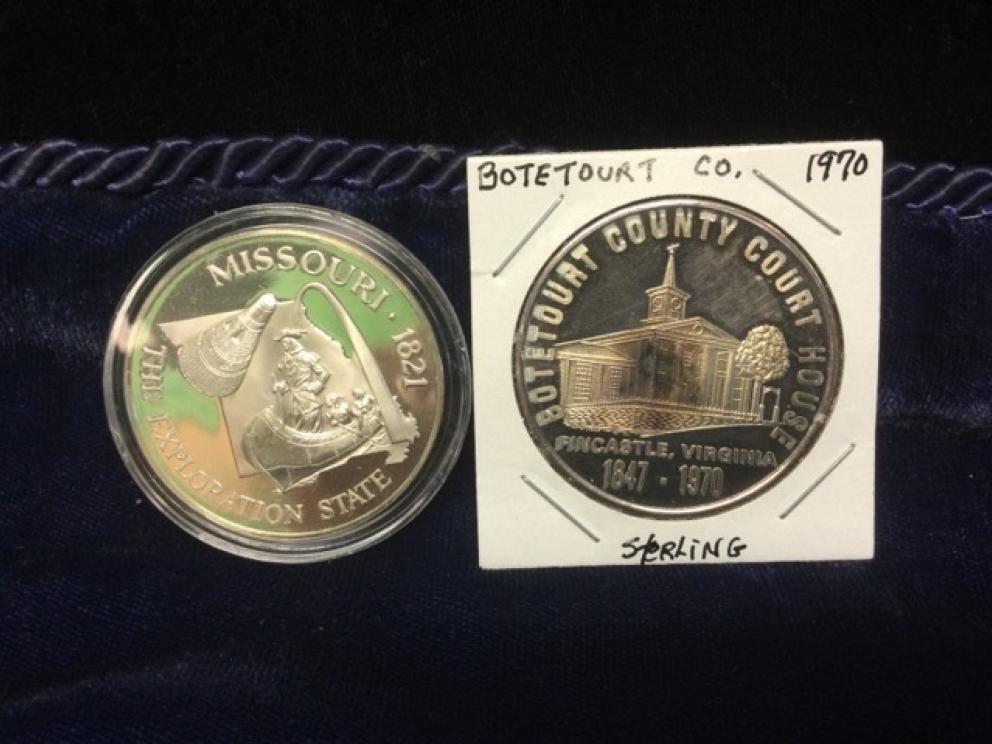 MISSOURI · 1821
THE EXPLORATION STATE
BOTETOURT CO. 1970
BOTETOURT COUNTY COURT HOUSE
FINCASTLE, VIRGINIA
1847 · 1970
STERLING